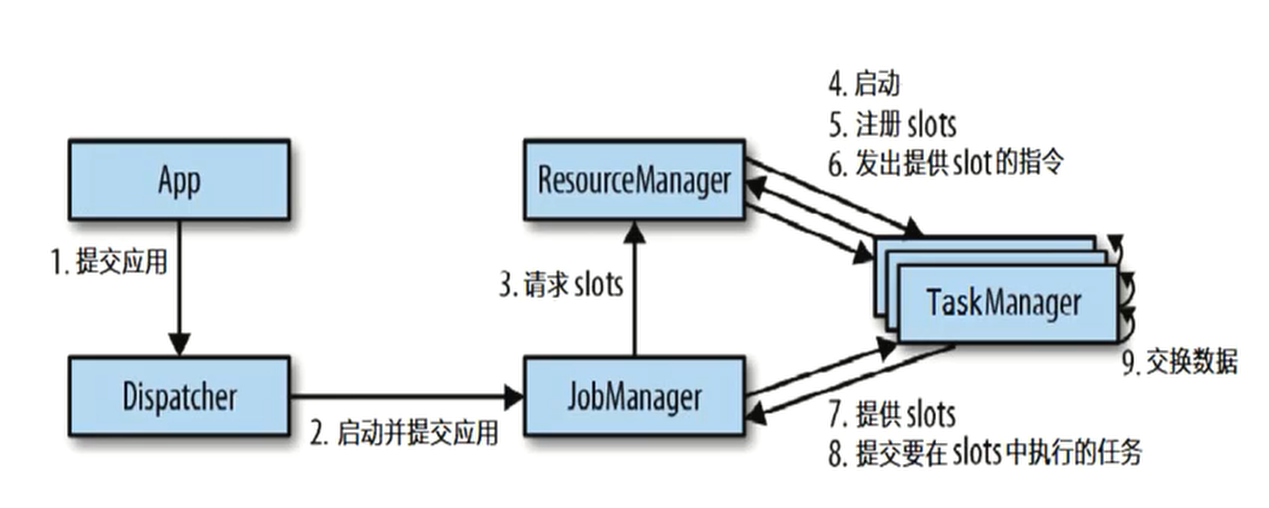 4. 启动
5. 注册 slots
6. 发出提供 slot 的指令
App
ResourceManager
1. 提交应用
3. 请求 slots
TaskManager
9. 交换数据
Dispatcher
JobManager
2. 启动并提交应用
7. 提供 slots
8. 提交要在 slots 中执行的任务